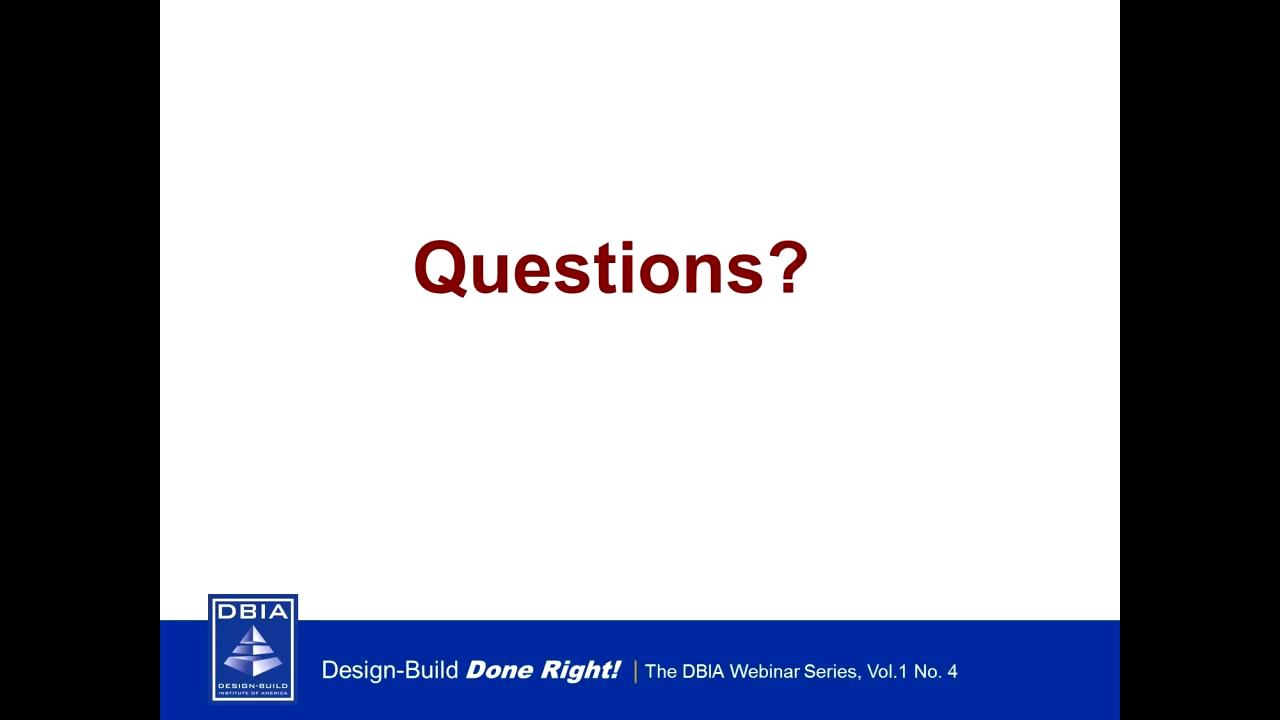 Questions?
DBIA
DESIGN-BUILD
INSTITUTE OF AMERICA
Design-Build Done Right! | The DBIA Webinar Series, Vol.1 No. 4